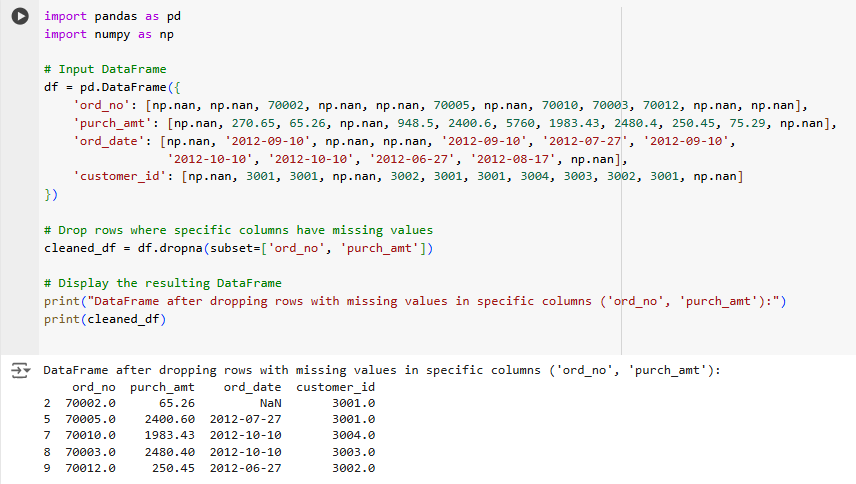 import pandas as pd
import numpy as np
# Input DataFrame
df = pd.DataFrame({
    'ord_no': [np.nan, np.nan, 70002, np.nan, np.nan, 70005, np.nan, 70010, 70003, 70012, np.nan, np.nan],
    'purch_amt': [np.nan, 270.65, 65.26, np.nan, 948.5, 2400.6, 5760, 1983.43, 2480.4, 250.45, 75.29, np.nan],
    'ord_date': [np.nan, '2012-09-10', np.nan, np.nan, '2012-09-10', '2012-07-27', '2012-09-10',
                 '2012-10-10', '2012-10-10', '2012-06-27', '2012-08-17', np.nan],
    'customer_id': [np.nan, 3001, 3001, np.nan, 3002, 3001, 3001, 3004, 3003, 3002, 3001, np.nan]
})
# Drop rows where specific columns have missing values
cleaned_df = df.dropna(subset=['ord_no', 'purch_amt'])
# Display the resulting DataFrame
print("DataFrame after dropping rows with missing values in specific columns ('ord_no', 'purch_amt'):")
print(cleaned_df)
DataFrame after dropping rows with missing values in specific columns ('ord_no', 'purch_amt'):
    ord_no  purch_amt    ord_date  customer_id
2  70002.0      65.26         NaN       3001.0
5  70005.0    2400.60  2012-07-27       3001.0
7  70010.0    1983.43  2012-10-10       3004.0
8  70003.0    2480.40  2012-10-10       3003.0
9  70012.0     250.45  2012-06-27       3002.0